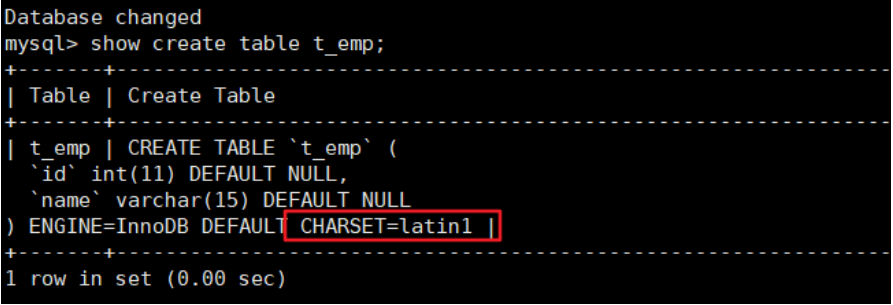 Database changed
mysql> show create table t_emp;
+-------+----------------------------------------------------------------
| Table | Create Table
+-------+----------------------------------------------------------------
| t_emp | CREATE TABLE `t_emp` (
  `id` int(11) DEFAULT NULL,
  `name` varchar(15) DEFAULT NULL
) ENGINE=InnoDB DEFAULT CHARSET=latin1 |
+-------+----------------------------------------------------------------
1 row in set (0.00 sec)